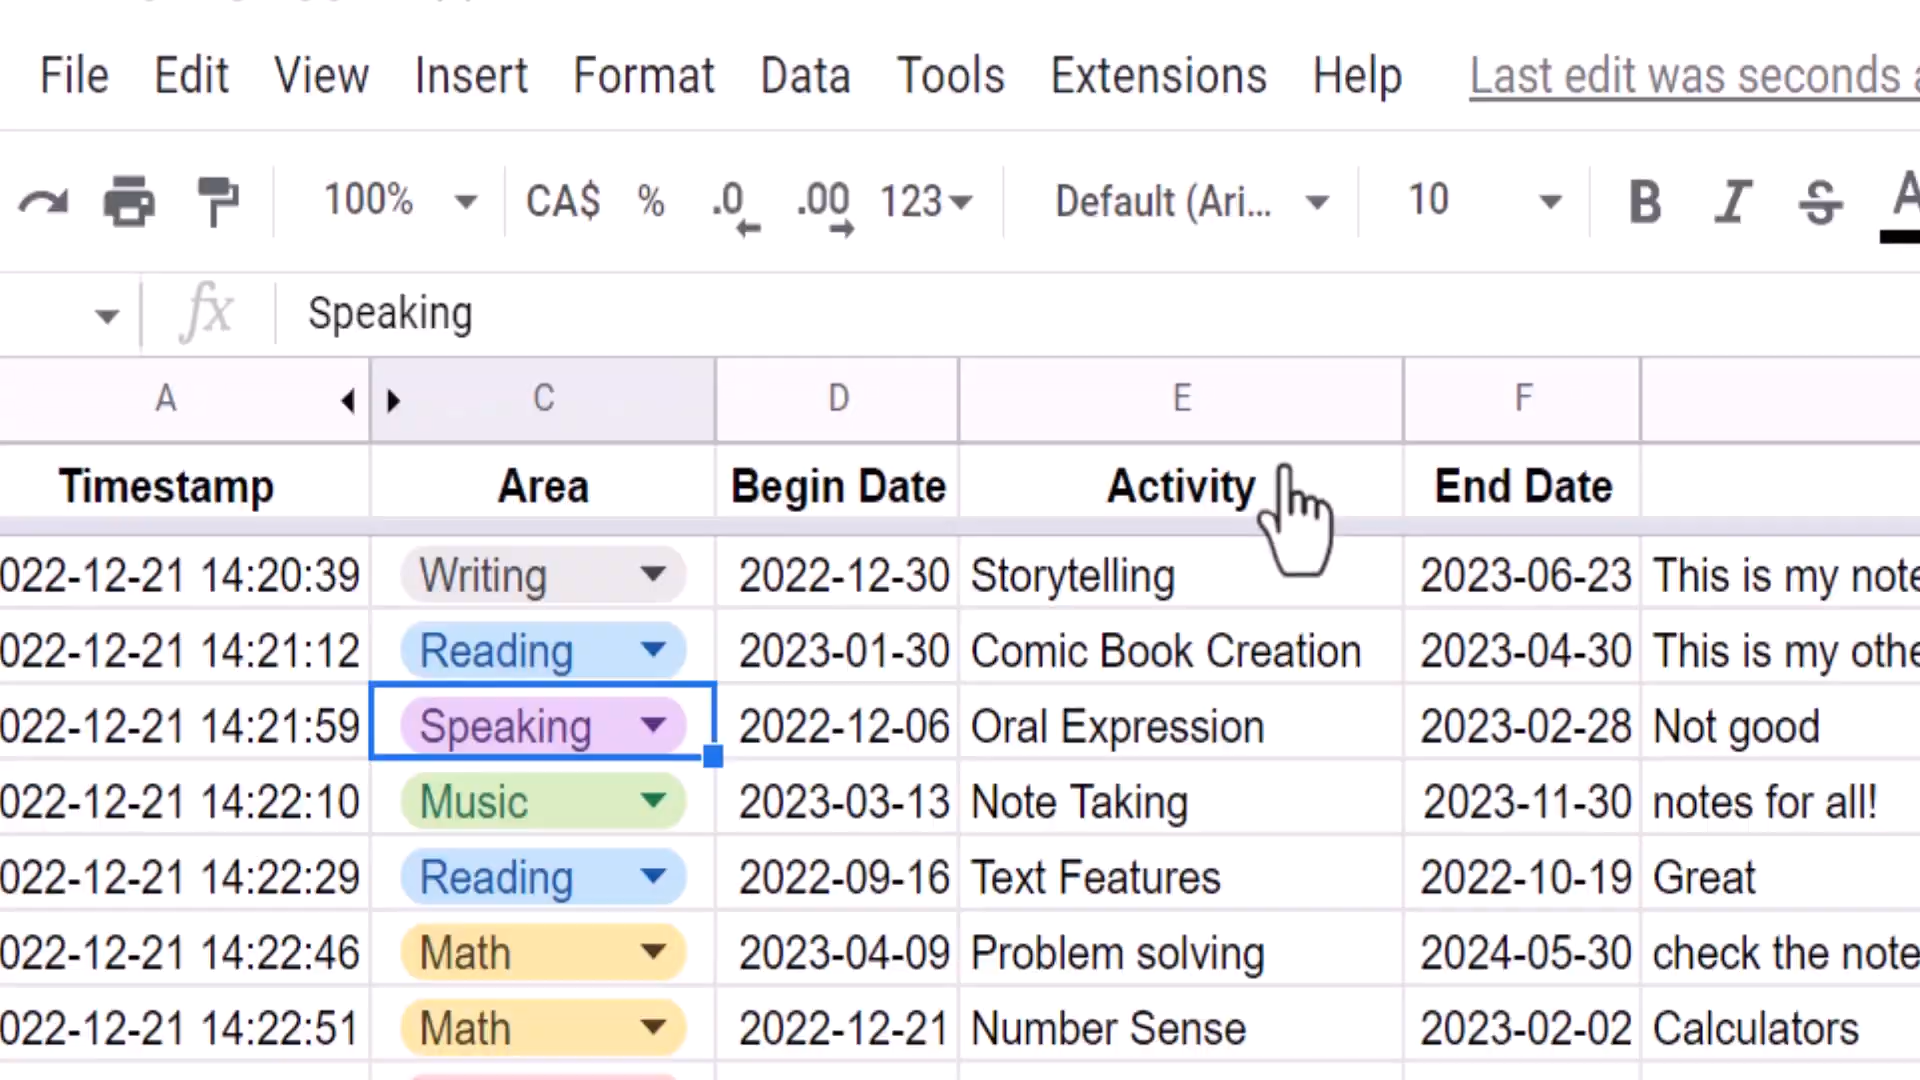 File Edit View Insert Format Data Tools Extensions Help Last edit was seconds
100% CA$ % .0 .00 123 Default (Ari... 10 B I S A
fx Speaking
A C D E F
Timestamp Area Begin Date Activity End Date
022-12-21 14:20:39 Writing 2022-12-30 Storytelling 2023-06-23 This is my note
022-12-21 14:21:12 Reading 2023-01-30 Comic Book Creation 2023-04-30 This is my othe
022-12-21 14:21:59 Speaking 2022-12-06 Oral Expression 2023-02-28 Not good
022-12-21 14:22:10 Music 2023-03-13 Note Taking 2023-11-30 notes for all!
022-12-21 14:22:29 Reading 2022-09-16 Text Features 2022-10-19 Great
022-12-21 14:22:46 Math 2023-04-09 Problem solving 2024-05-30 check the note
022-12-21 14:22:51 Math 2022-12-21 Number Sense 2023-02-02 Calculators